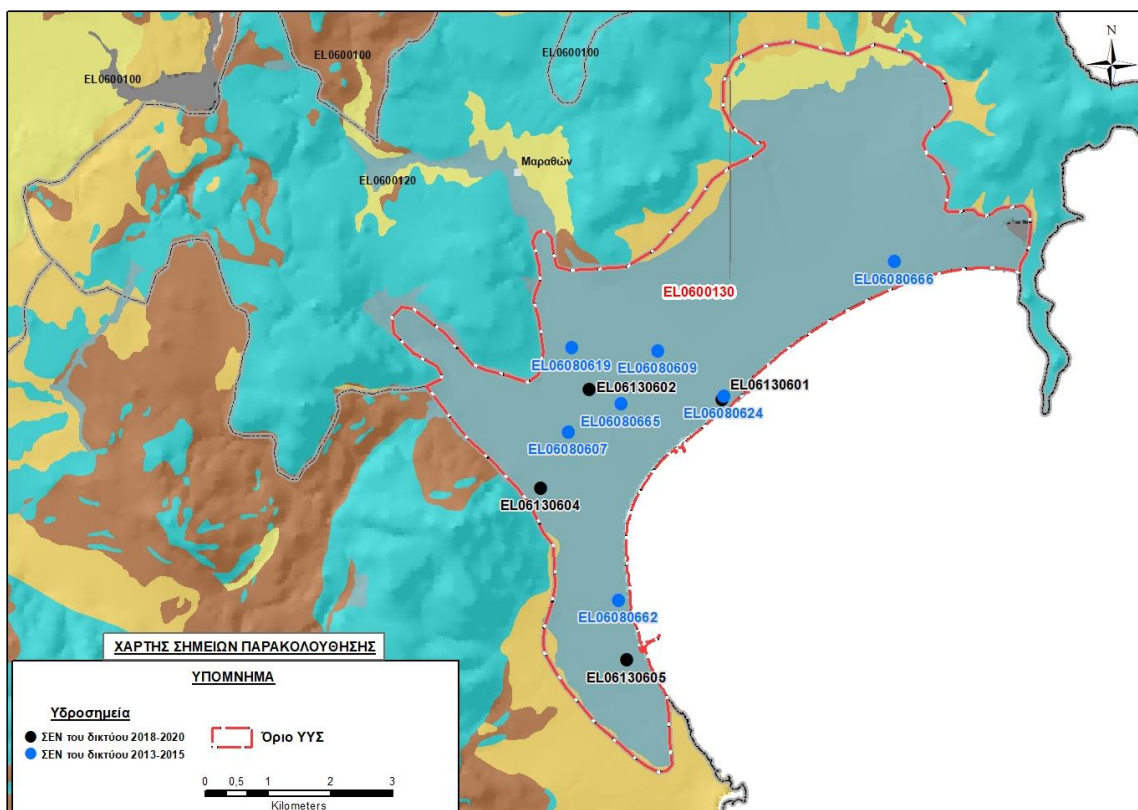 N
EL0600100
EL0600100
EL0600100
Μαραθών
EL0600120
EL06080666
EL0600130
EL06080619
EL06080609
EL06130602
EL06130601
EL06080665
EL06080624
EL06080607
EL06130604
EL06080662
EL06130605
ΧΑΡΤΗΣ ΣΗΜΕΙΩΝ ΠΑΡΑΚΟΛΟΥΘΗΣΗΣ
ΥΠΟΜΝΗΜΑ
Υδροσημεία
ΣΕΝ του δικτύου 2018-2020
Όριο ΥΥΣ
ΣΕΝ του δικτύου 2013-2015
0 0,5 1 2 3
Kilometers